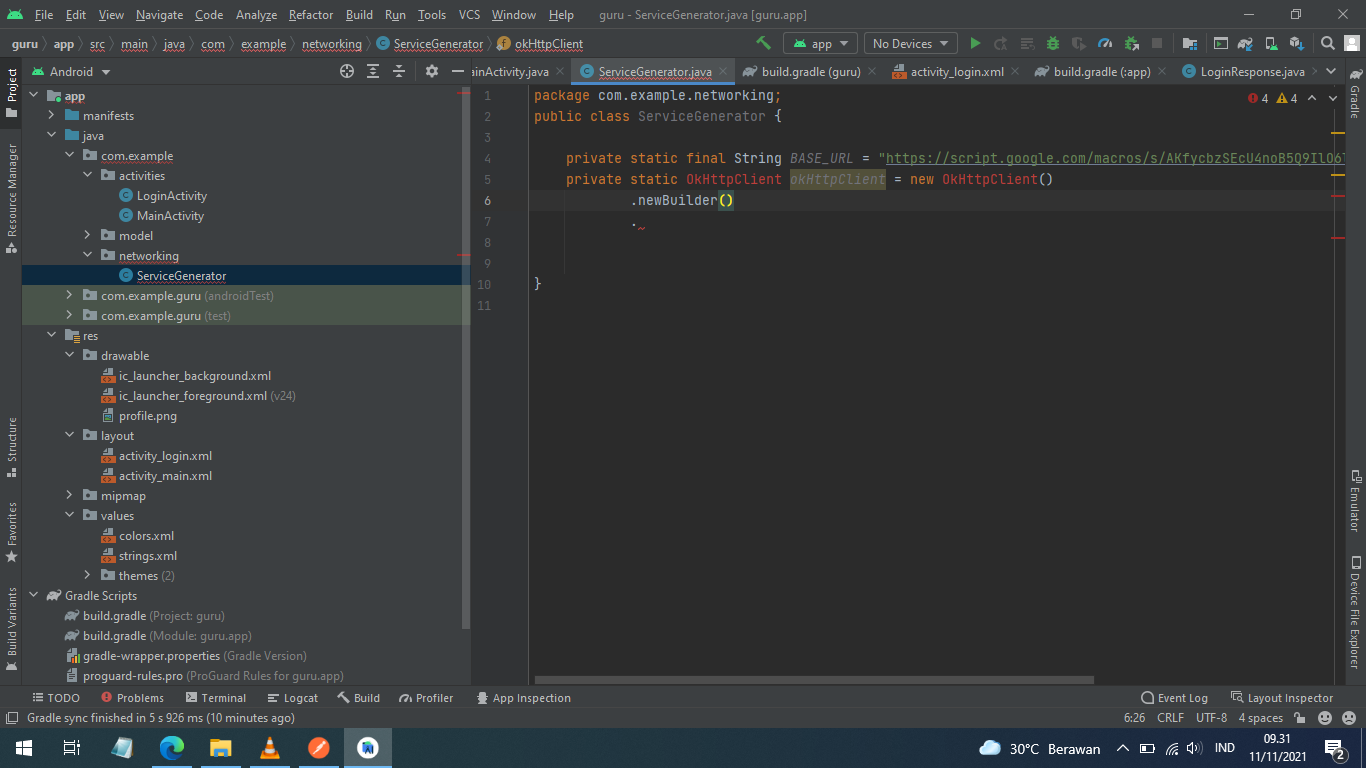 File Edit View Navigate Code Analyze Refactor Build Run Tools VCS Window Help guru - ServiceGenerator.java [guru.app]
guru app src main java com example networking ServiceGenerator okHttpClient app No Devices
Android ainActivity.java ServiceGenerator.java build.gradle (guru) activity_login.xml build.gradle (:app) LoginResponse.java
Project
Resource Manager
Structure
Favorites
Build Variants
app
manifests
java
com.example
activities
LoginActivity
MainActivity
model
networking
ServiceGenerator
com.example.guru (androidTest)
com.example.guru (test)
res
drawable
ic_launcher_background.xml
ic_launcher_foreground.xml (v24)
profile.png
layout
activity_login.xml
activity_main.xml
mipmap
values
colors.xml
strings.xml
themes (2)
Gradle Scripts
build.gradle (Project: guru)
build.gradle (Module: guru.app)
gradle-wrapper.properties (Gradle Version)
proguard-rules.pro (ProGuard Rules for guru.app)
1 package com.example.networking;
2 public class ServiceGenerator {
3
4 private static final String BASE_URL = "https://script.google.com/macros/s/AKfycbzSEcU4noB5Q9IlO6
5 private static OkHttpClient okHttpClient = new OkHttpClient()
6 .newBuilder()
7 .
8
9
10 }
11
4 4
Gradle
Emulator
Device File Explorer
TODO Problems Terminal Logcat Build Profiler App Inspection Event Log Layout Inspector
Gradle sync finished in 5 s 926 ms (10 minutes ago) 6:26 CRLF UTF-8 4 spaces
30°C Berawan IND 09.31
11/11/2021 2